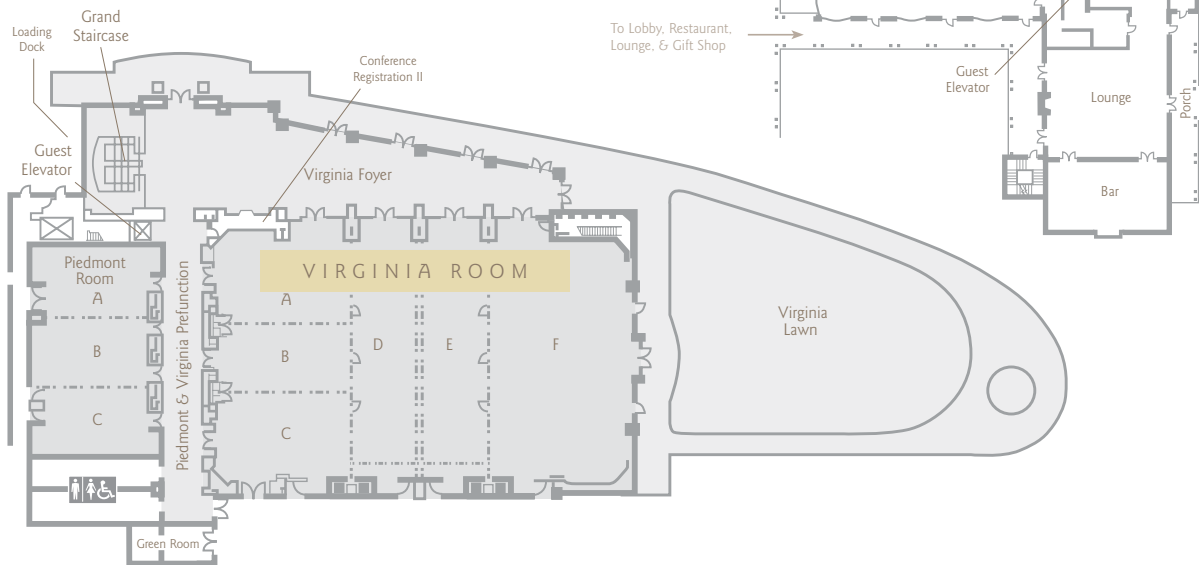 Grand
Staircase
Loading
Dock
To Lobby, Restaurant,
Lounge, & Gift Shop
Conference
Registration II
Guest
Elevator
Lounge
Porch
Guest
Elevator
Virginia Foyer
Bar
Piedmont
Room
A
B
C
Piedmont & Virginia Prefunction
VIRGINIA ROOM
A
B
C
D
E
F
Virginia
Lawn
Green Room